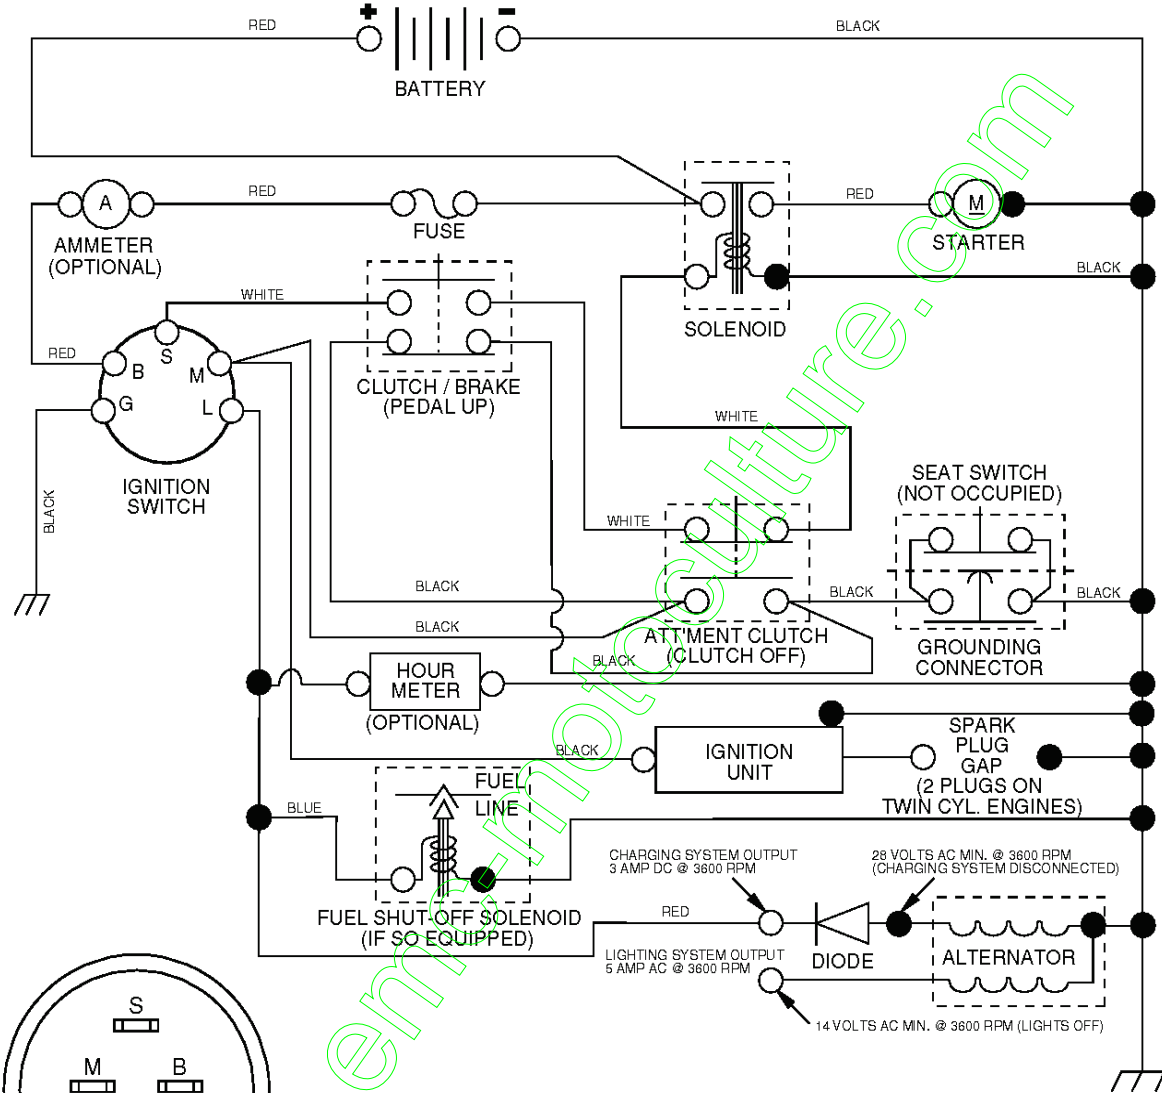 RED
+
-
BLACK
BATTERY
A
RED
FUSE
RED
M
STARTER
AMMETER
(OPTIONAL)
BLACK
SOLENOID
WHITE
RED
S
B
M
G
L
CLUTCH / BRAKE
(PEDAL UP)
WHITE
IGNITION
SWITCH
BLACK
SEAT SWITCH
(NOT OCCUPIED)
WHITE
BLACK
BLACK
BLACK
BLACK
ATT'MENT CLUTCH
(CLUTCH OFF)
BLACK
GROUNDING
CONNECTOR
HOUR
METER
(OPTIONAL)
BLACK
IGNITION
UNIT
SPARK
PLUG
GAP
(2 PLUGS ON
TWIN CYL. ENGINES)
FUEL
LINE
BLUE
CHARGING SYSTEM OUTPUT
3 AMP DC @ 3600 RPM
28 VOLTS AC MIN. @ 3600 RPM
(CHARGING SYSTEM DISCONNECTED)
FUEL SHUT-OFF SOLENOID
(IF SO EQUIPPED)
RED
LIGHTING SYSTEM OUTPUT
5 AMP AC @ 3600 RPM
DIODE
ALTERNATOR
14 VOLTS AC MIN. @ 3600 RPM (LIGHTS OFF)
S
M
B
emc-motoculture.com